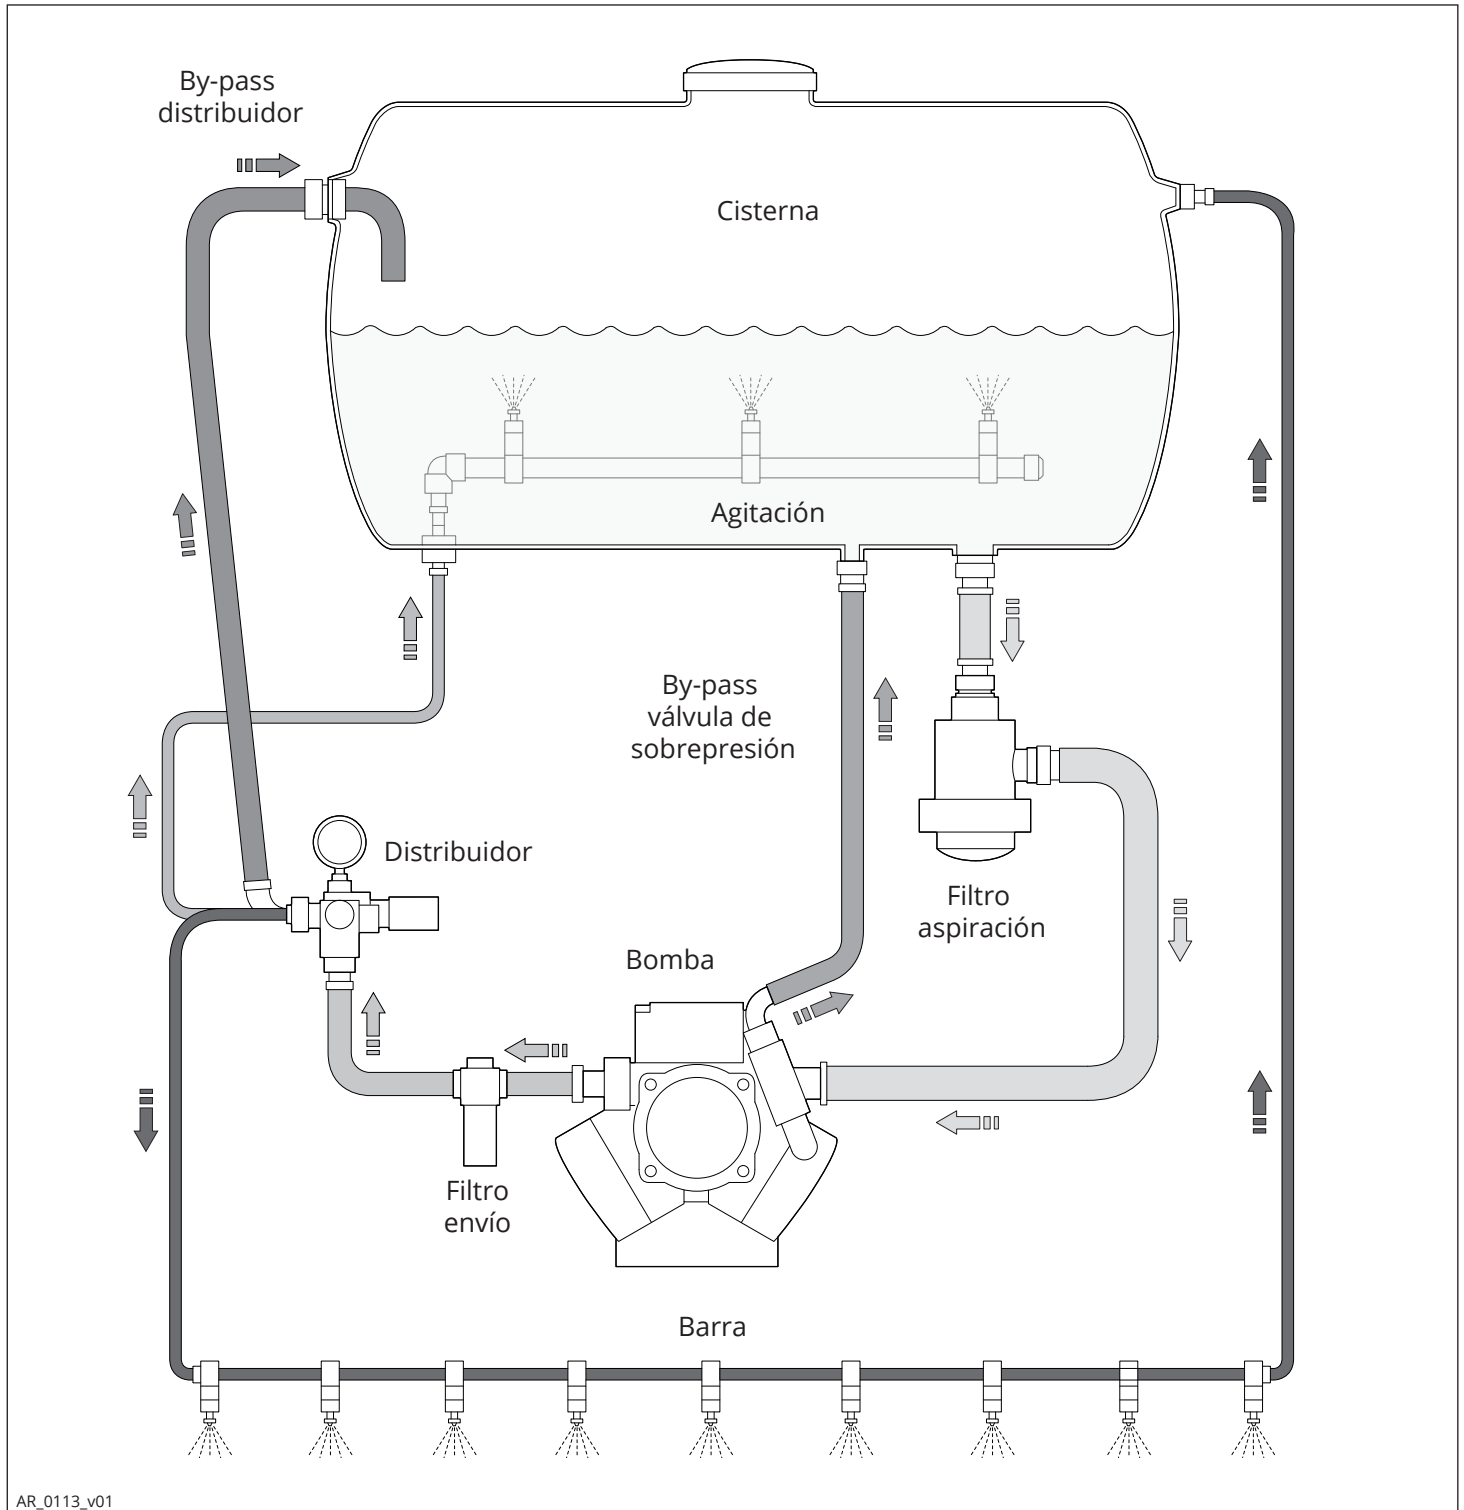 By-pass
distribuidor
Cisterna
Agitación
By-pass
válvula de
sobrepresión
Distribuidor
Filtro
aspiración
Bomba
Filtro
envío
Barra
AR_0113_v01